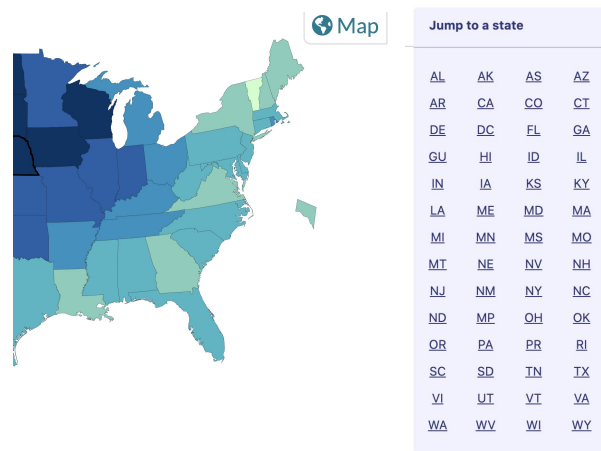 Map
Jump to a state
AL AK AS AZ
AR CA CO CT
DE DC FL GA
GU HI ID IL
IN IA KS KY
LA ME MD MA
MI MN MS MO
MT NE NV NH
NJ NM NY NC
ND MP OH OK
OR PA PR RI
SC SD TN TX
VI UT VT VA
WA WV WI WY